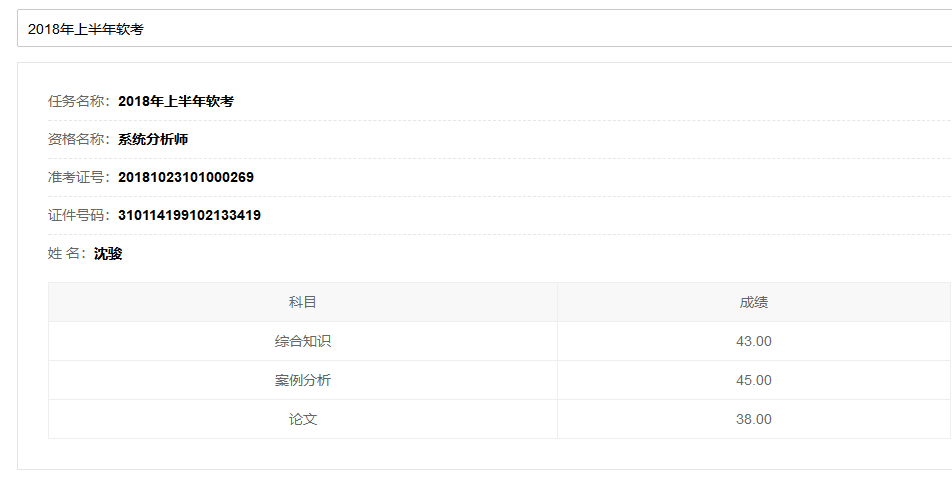 2018年上半年软考
任务名称：2018年上半年软考
资格名称：系统分析师
准考证号：20181023101000269
证件号码：310114199102133419
姓 名：沈骏
科目 成绩
综合知识 43.00
案例分析 45.00
论文 38.00